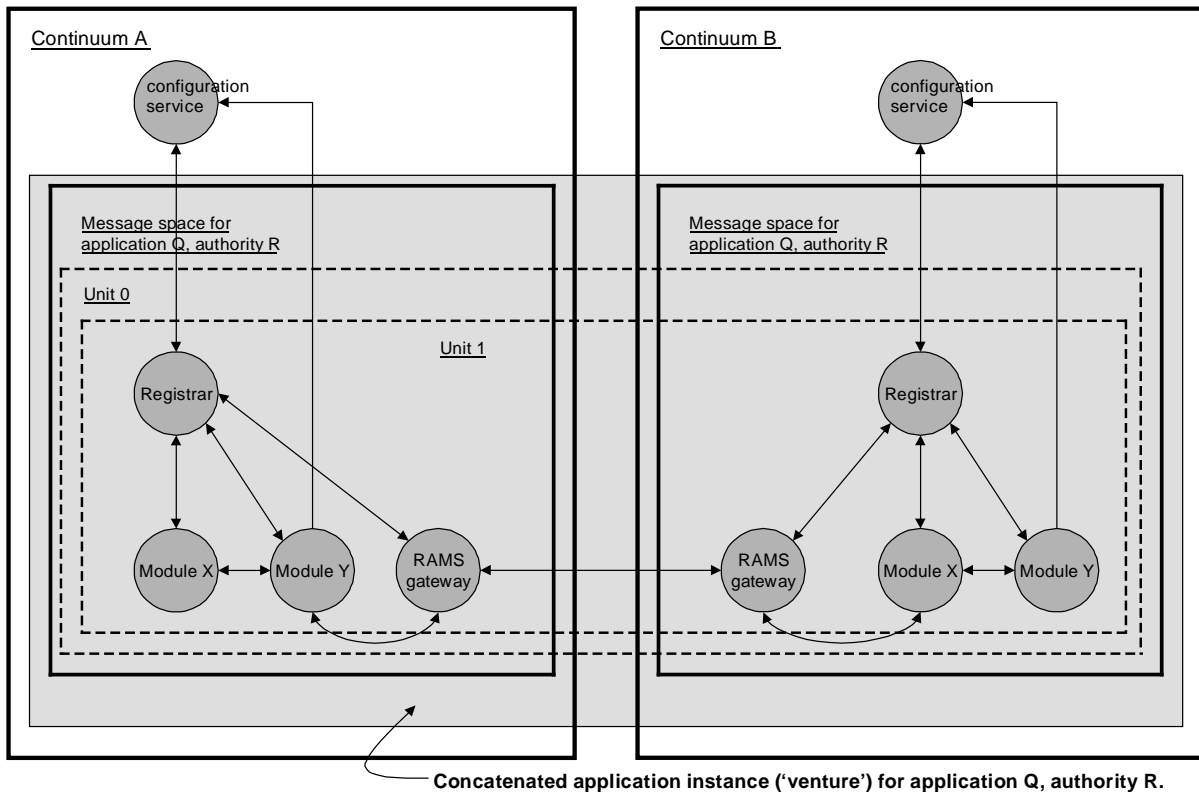 Continuum A
Continuum B
configuration
service
configuration
service
Message space for
application Q, authority R
Message space for
application Q, authority R
Unit 0
Unit 1
Registrar
Registrar
Module X
Module Y
RAMS
gateway
RAMS
gateway
Module X
Module Y
Concatenated application instance (‘venture’) for application Q, authority R.